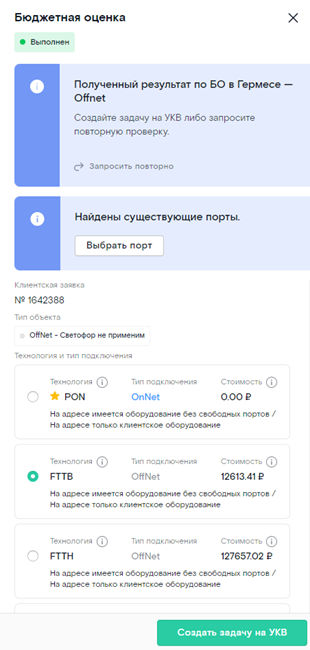 Бюджетная оценка
Выполнен
Полученный результат по БО в Гермесе —
Offnet
Создайте задачу на УКВ либо запросите
повторную проверку.
Запросить повторно
Найдены существующие порты.
Выбрать порт
Клиентская заявка
№ 1642388
Тип объекта
OffNet - Светофор не применим
Технология и тип подключения
Технология Тип подключения Стоимость
PON OnNet 0.00 ₽
На адресе имеется оборудование без свободных портов /
На адресе только клиентское оборудование
Технология Тип подключения Стоимость
FTTB OffNet 12613.41 ₽
На адресе имеется оборудование без свободных портов /
На адресе только клиентское оборудование
Технология Тип подключения Стоимость
FTTH OffNet 127657.02 ₽
На адресе имеется оборудование без свободных портов /
На адресе только клиентское оборудование
Создать задачу на УКВ